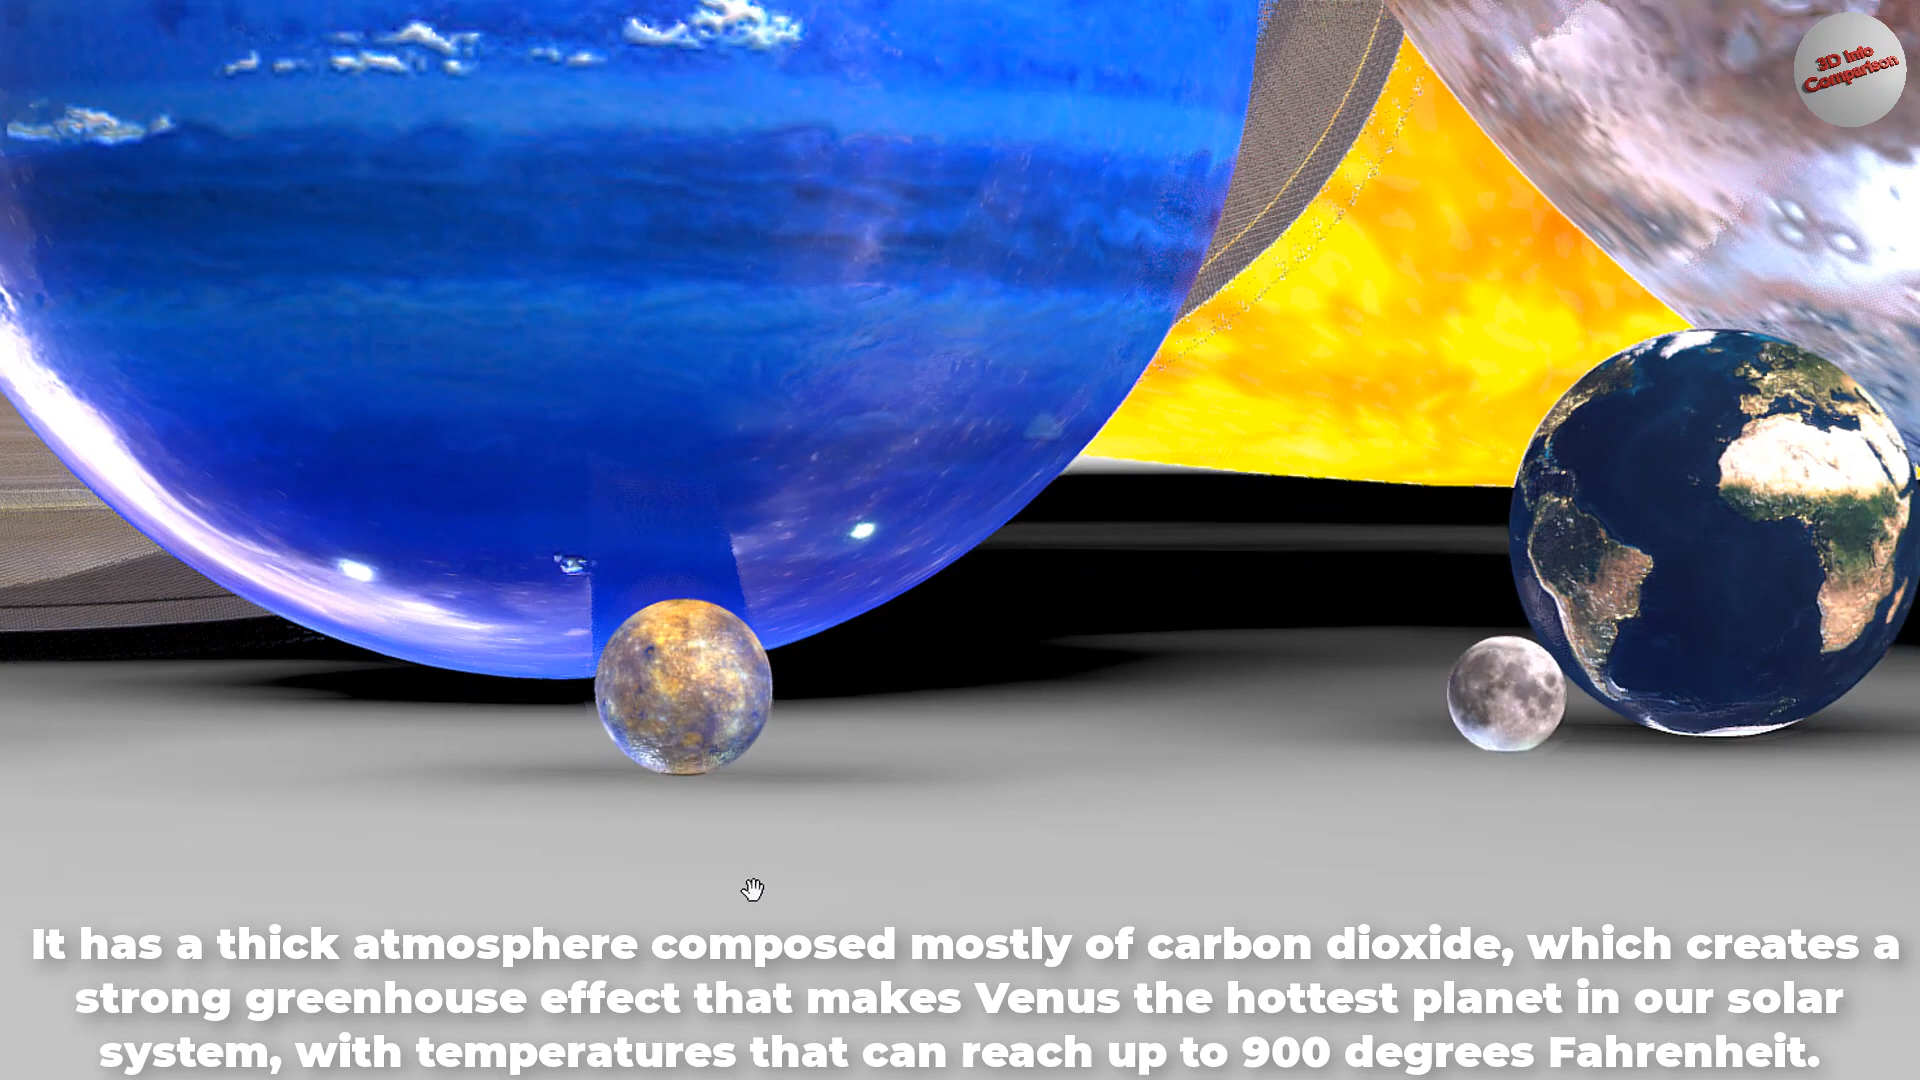 3D Info
Comparison
It has a thick atmosphere composed mostly of carbon dioxide, which creates a
strong greenhouse effect that makes Venus the hottest planet in our solar
system, with temperatures that can reach up to 900 degrees Fahrenheit.